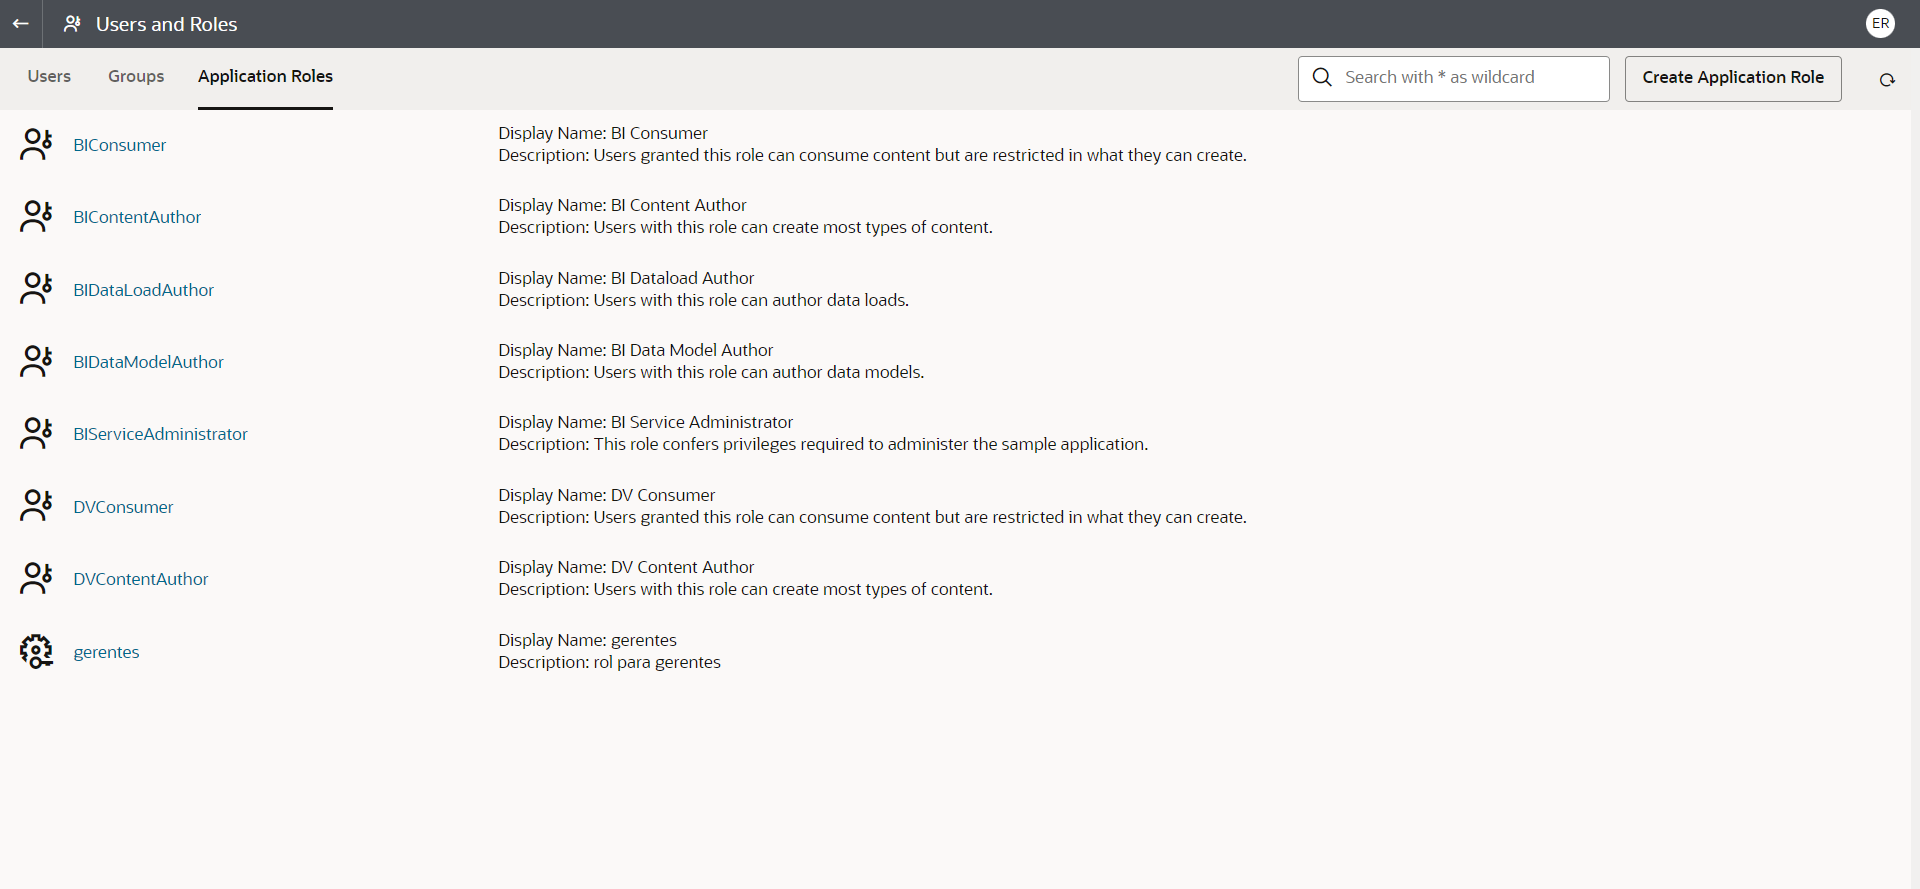 Users and Roles
ER
Users Groups Application Roles
Search with * as wildcard
Create Application Role
BIConsumer
Display Name: BI Consumer
Description: Users granted this role can consume content but are restricted in what they can create.
BIContentAuthor
Display Name: BI Content Author
Description: Users with this role can create most types of content.
BIDataLoadAuthor
Display Name: BI Dataload Author
Description: Users with this role can author data loads.
BIDataModelAuthor
Display Name: BI Data Model Author
Description: Users with this role can author data models.
BIServiceAdministrator
Display Name: BI Service Administrator
Description: This role confers privileges required to administer the sample application.
DVConsumer
Display Name: DV Consumer
Description: Users granted this role can consume content but are restricted in what they can create.
DVContentAuthor
Display Name: DV Content Author
Description: Users with this role can create most types of content.
gerentes
Display Name: gerentes
Description: rol para gerentes